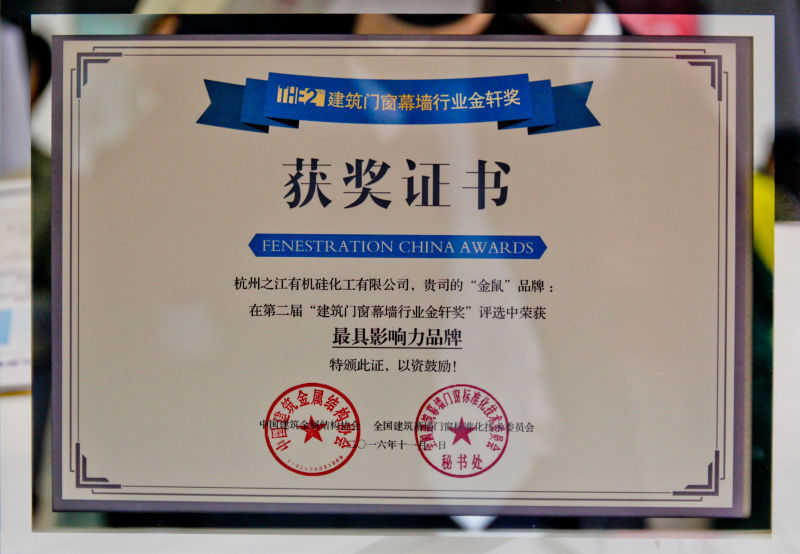 THE 2nd 建筑门窗幕墙行业金轩奖
获奖证书
FENESTRATION CHINA AWARDS
杭州之江有机硅化工有限公司，贵司的“金鼠”品牌：
在第二届“建筑门窗幕墙行业金轩奖”评选中荣获
最具影响力品牌
特颁此证，以资鼓励！
中国建筑金属结构协会 全国建筑幕墙门窗标准化技术委员会
二〇一六年十一月 日
中国建筑金属结构协会
全国建筑幕墙门窗标准化技术委员会
秘书处